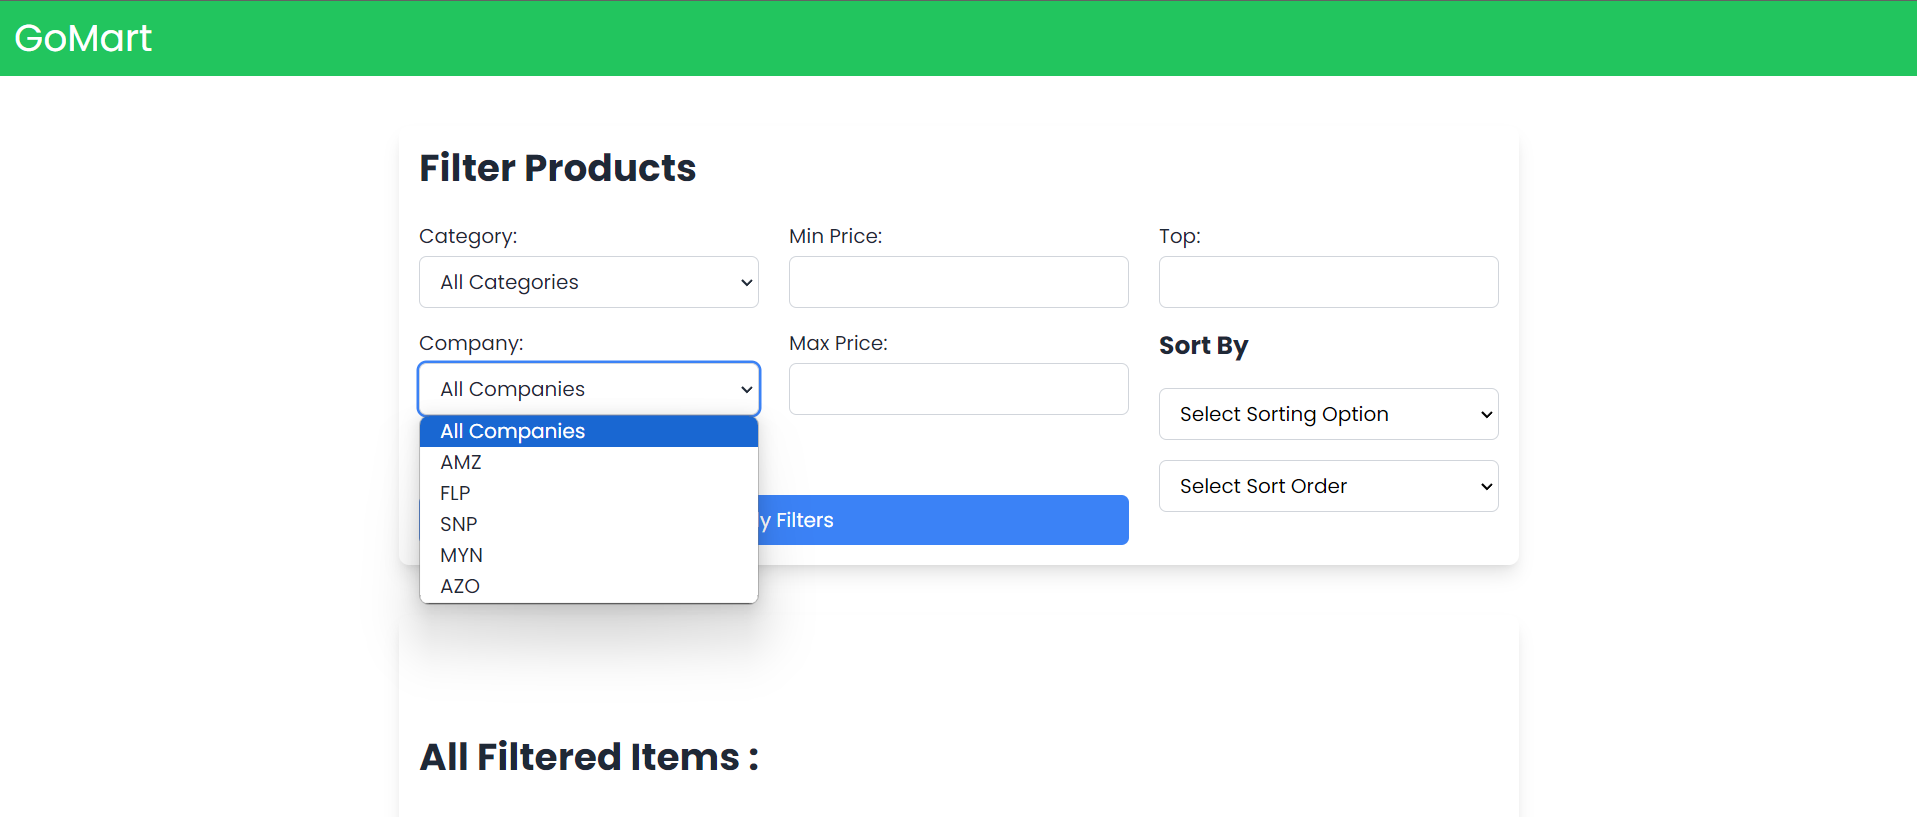 GoMart
Filter Products
Category:
All Categories
Min Price:
Top:
Company:
All Companies
All Companies
AMZ
FLP
SNP
MYN
AZO
Max Price:
Sort By
Select Sorting Option
Select Sort Order
y Filters
All Filtered Items :